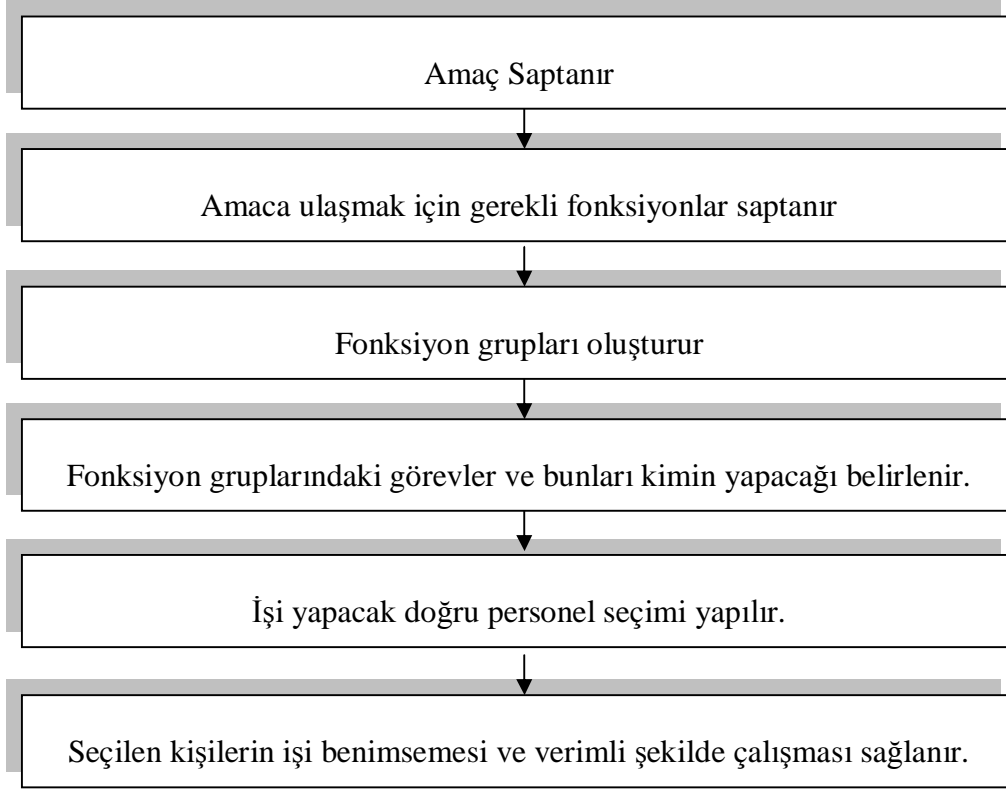 Amaç Saptanır
Amaca ulaşmak için gerekli fonksiyonlar saptanır
Fonksiyon grupları oluşturur
Fonksiyon gruplarındaki görevler ve bunları kimin yapacağı belirlenir.
İşi yapacak doğru personel seçimi yapılır.
Seçilen kişilerin işi benimsemesi ve verimli şekilde çalışması sağlanır.